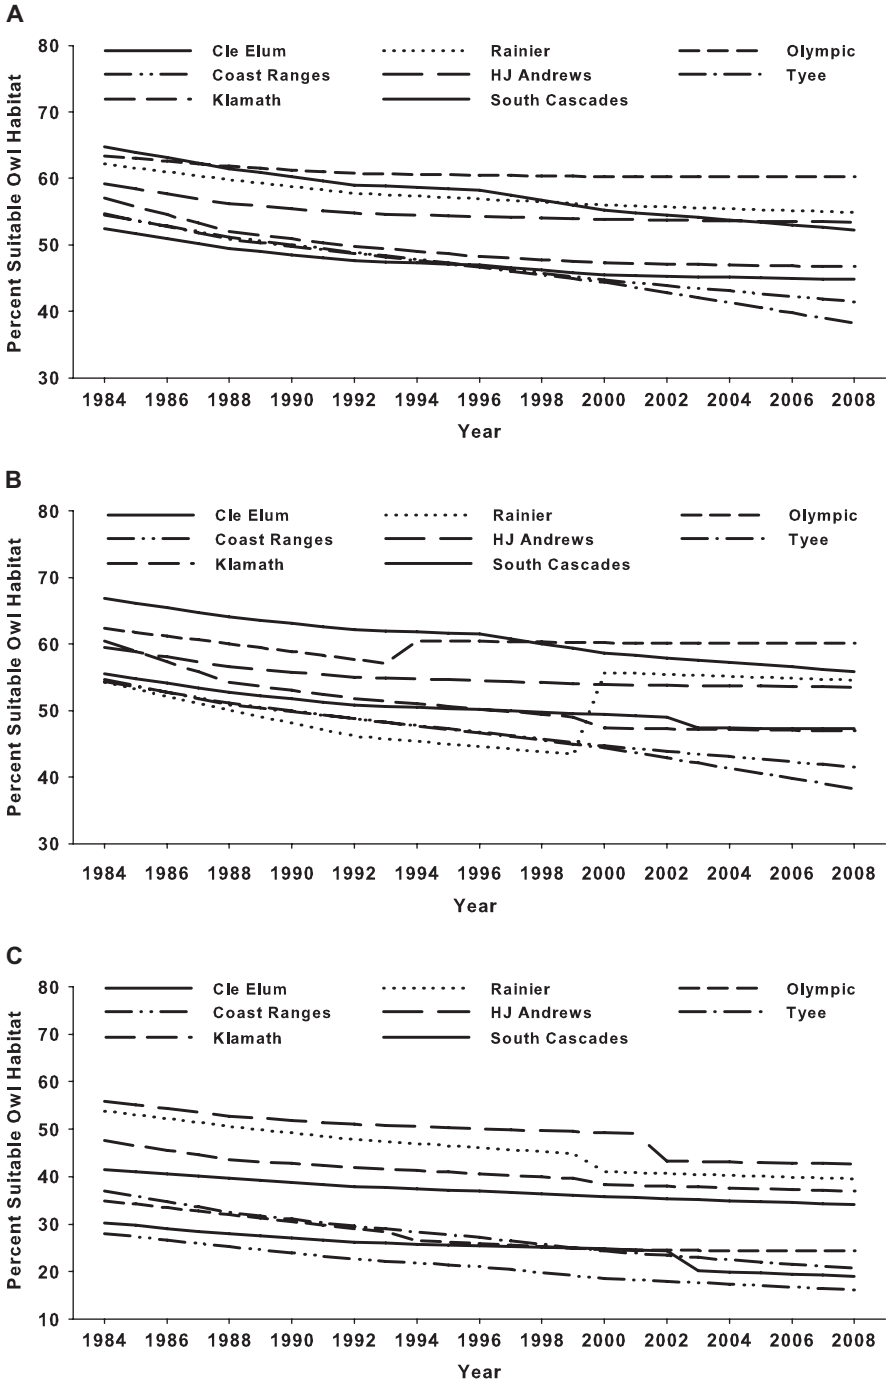 A
80
Cle Elum Rainier Olympic
Coast Ranges HJ Andrews Tyee
70
Klamath South Cascades
60
50
40
30
Percent Suitable Owl Habitat
1984 1986 1988 1990 1992 1994 1996 1998 2000 2002 2004 2006 2008
Year
B
80
Cle Elum Rainier Olympic
Coast Ranges HJ Andrews Tyee
70
Klamath South Cascades
60
50
40
30
Percent Suitable Owl Habitat
1984 1986 1988 1990 1992 1994 1996 1998 2000 2002 2004 2006 2008
Year
C
80
Cle Elum Rainier Olympic
Coast Ranges HJ Andrews Tyee
70
Klamath South Cascades
60
50
40
30
20
10
Percent Suitable Owl Habitat
1984 1986 1988 1990 1992 1994 1996 1998 2000 2002 2004 2006 2008
Year